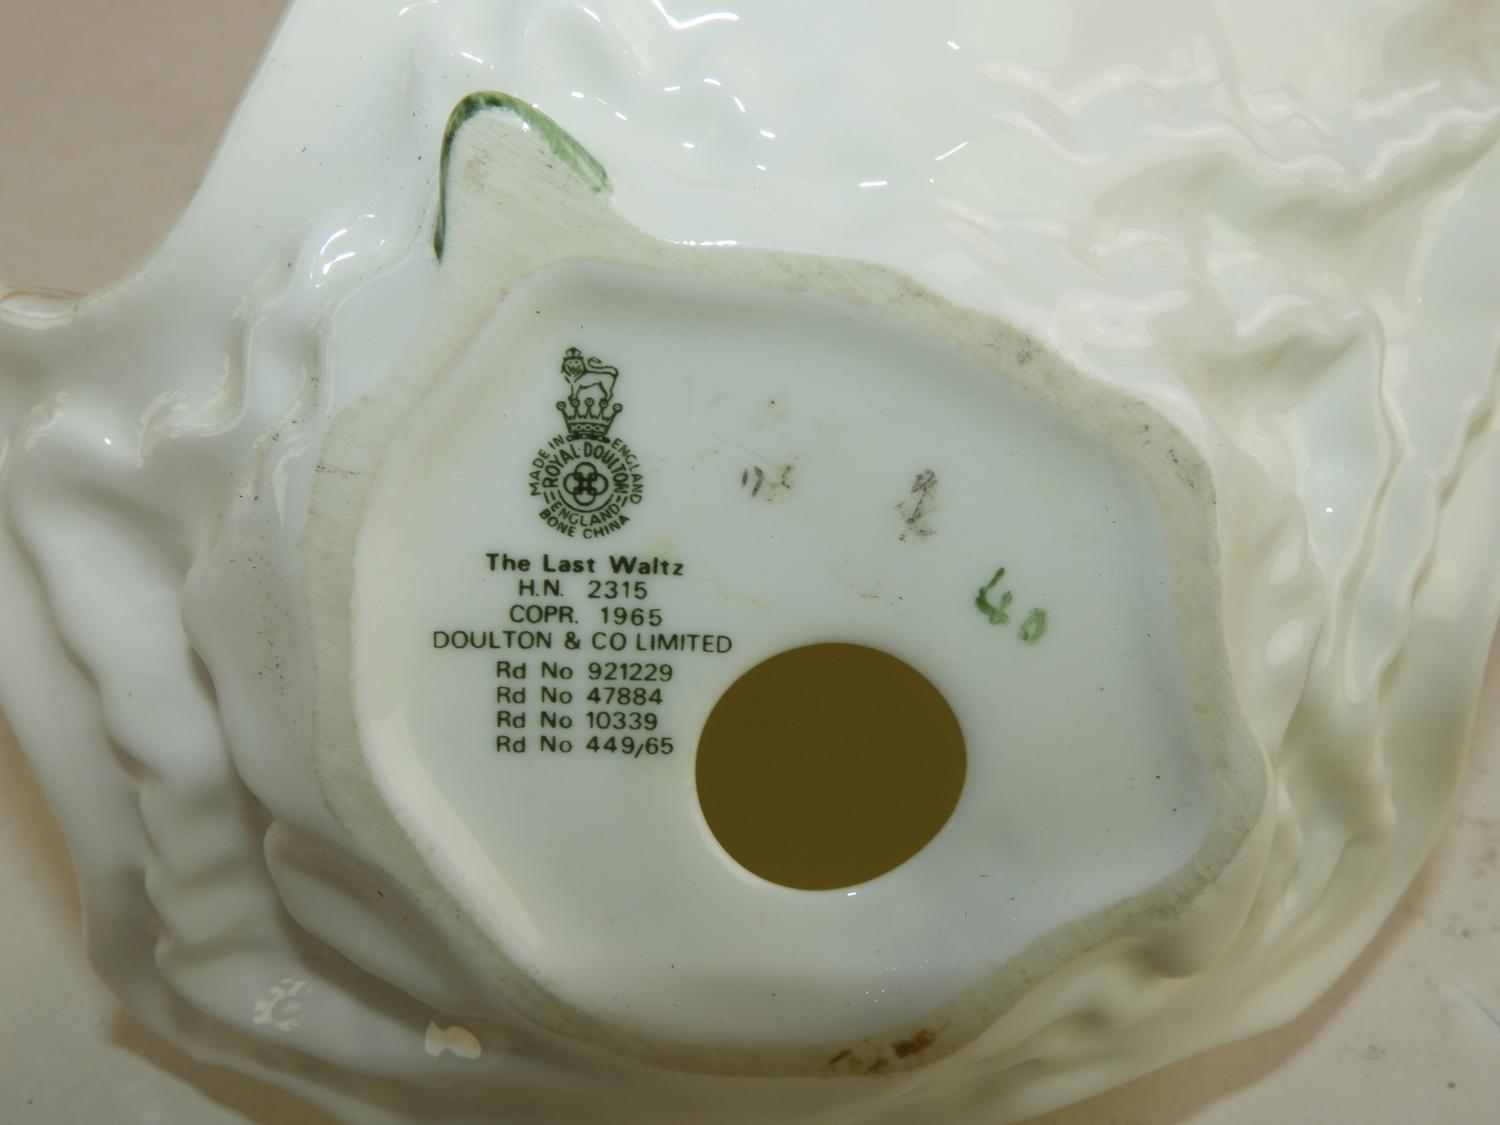 MADE IN ENGLAND
ROYAL·DOULTON
ENGLAND
BONE CHINA
The Last Waltz
H.N. 2315
COPR. 1965
DOULTON & CO LIMITED
Rd No 921229
Rd No 47884
Rd No 10339
Rd No 449/65
40